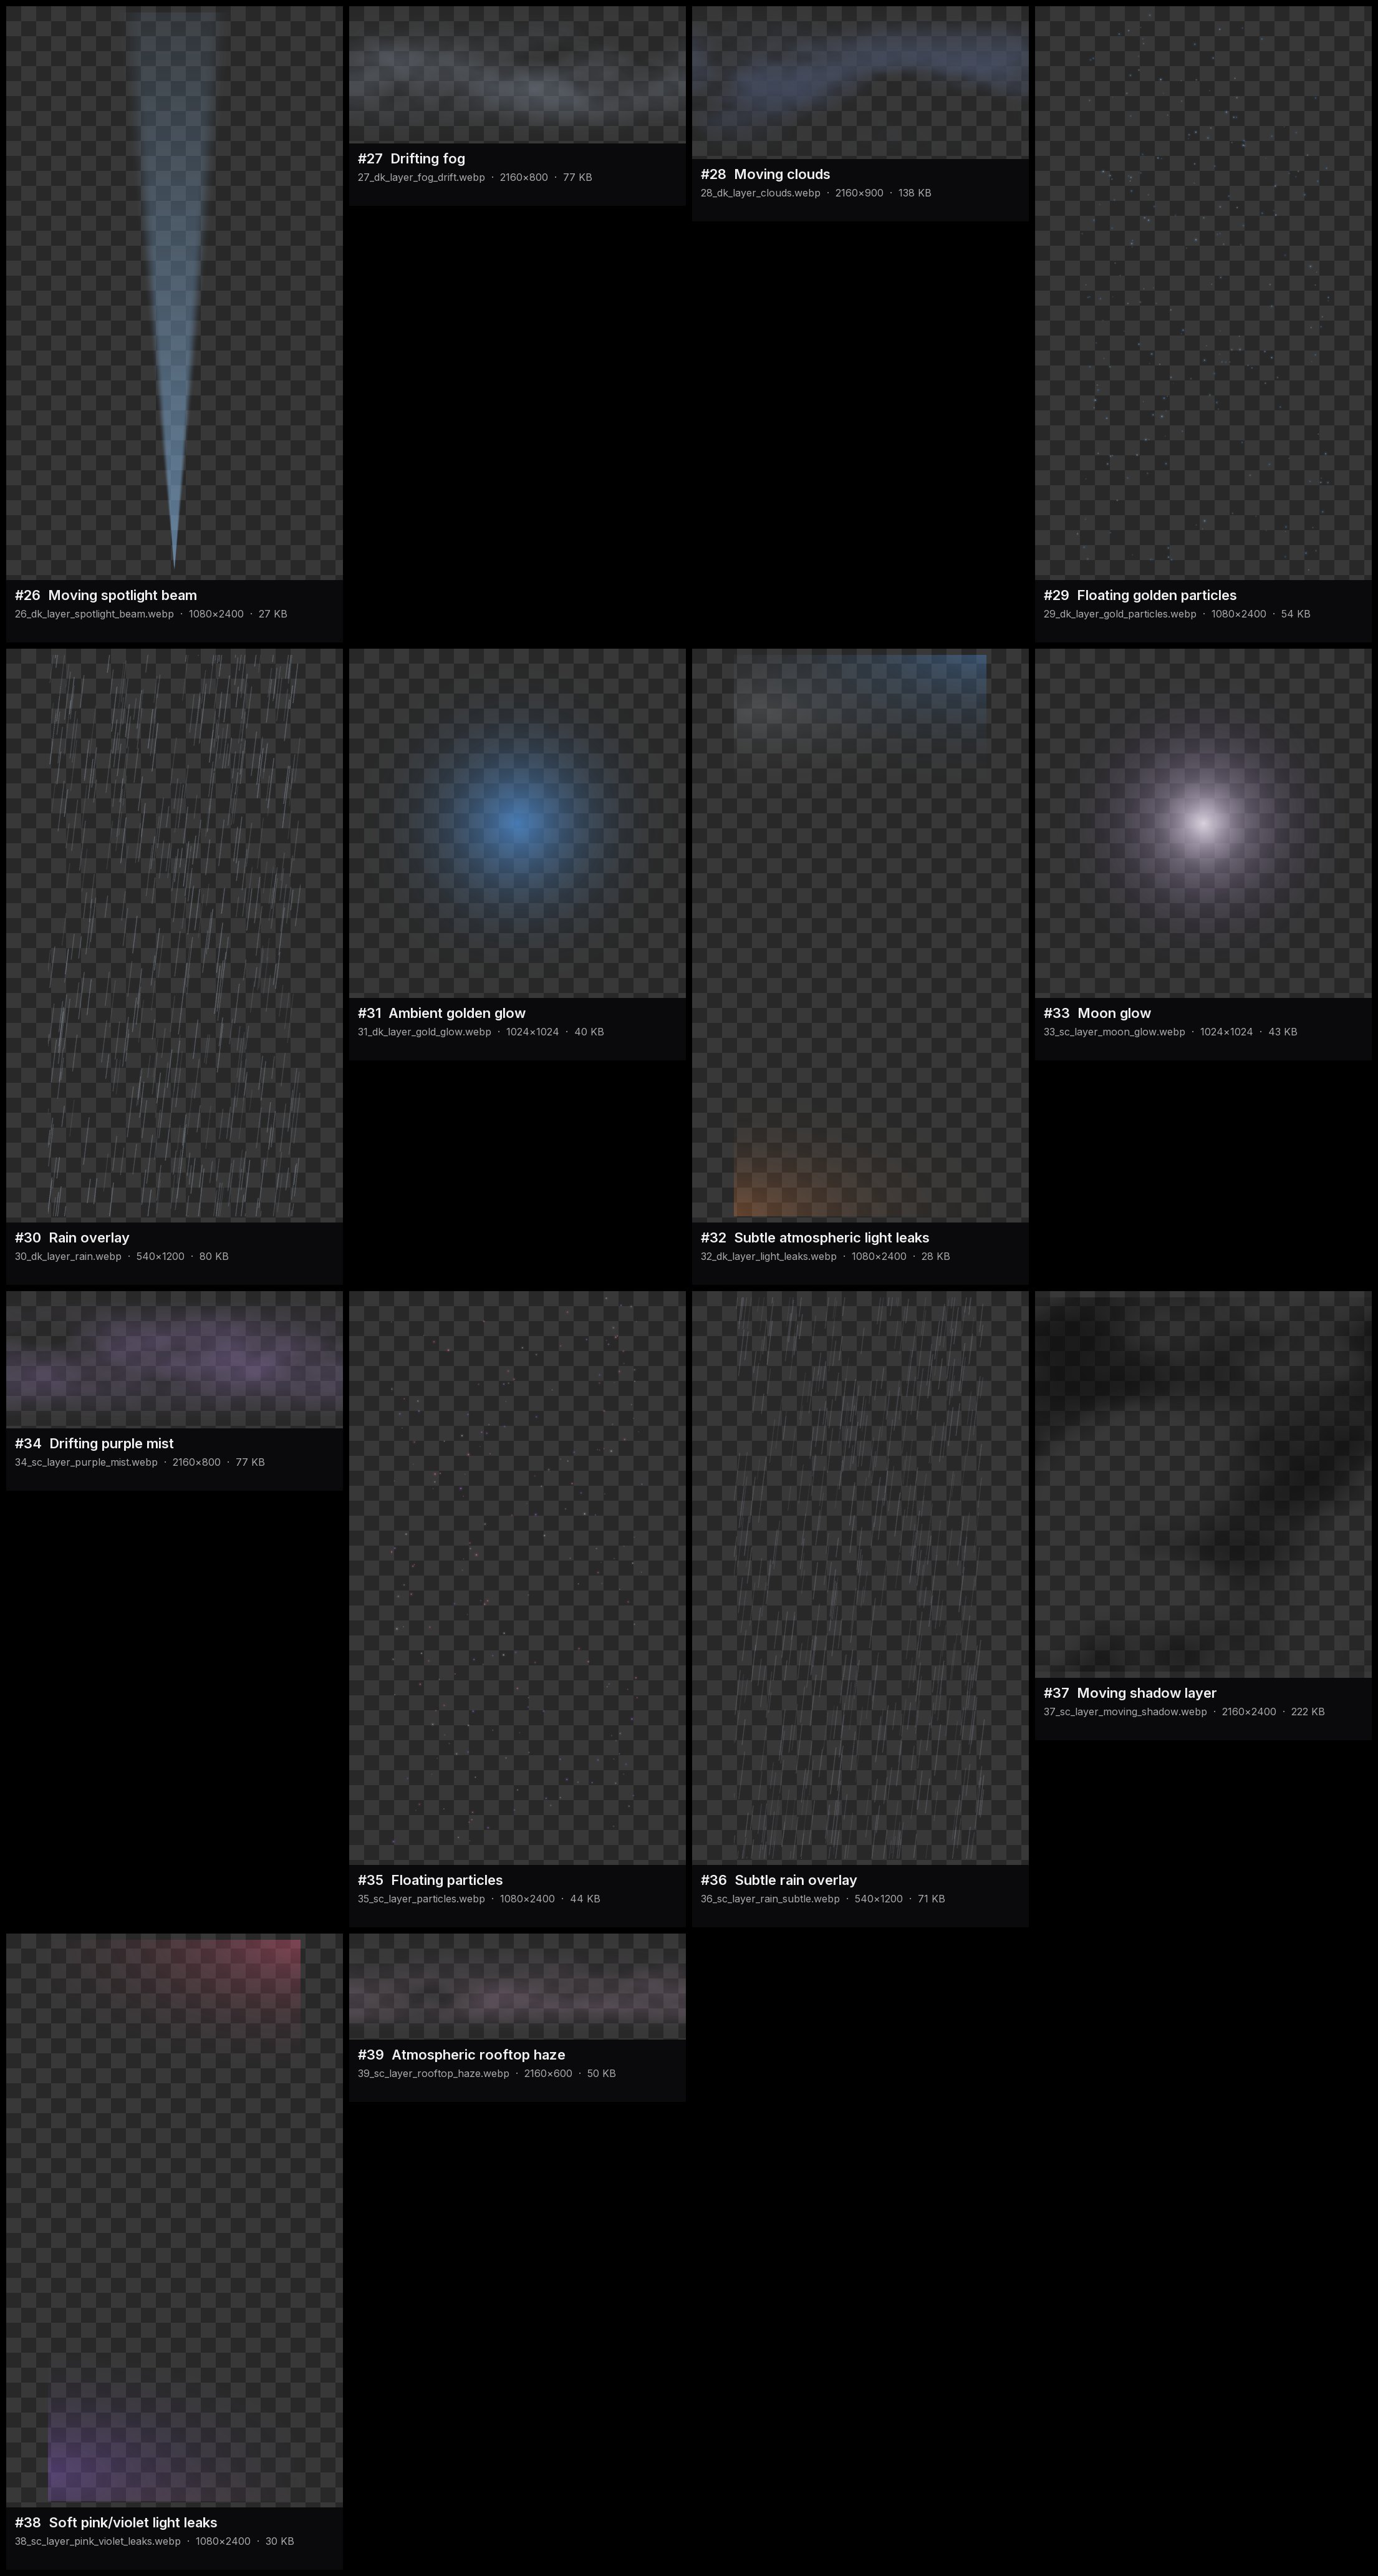 #26 Moving spotlight beam
26_dk_layer_spotlight_beam.webp · 1080×2400 · 27 KB
#27 Drifting fog
27_dk_layer_fog_drift.webp · 2160×800 · 77 KB
#28 Moving clouds
28_dk_layer_clouds.webp · 2160×900 · 138 KB
#29 Floating golden particles
29_dk_layer_gold_particles.webp · 1080×2400 · 54 KB
#30 Rain overlay
30_dk_layer_rain.webp · 540×1200 · 80 KB
#31 Ambient golden glow
31_dk_layer_gold_glow.webp · 1024×1024 · 40 KB
#32 Subtle atmospheric light leaks
32_dk_layer_light_leaks.webp · 1080×2400 · 28 KB
#33 Moon glow
33_sc_layer_moon_glow.webp · 1024×1024 · 43 KB
#34 Drifting purple mist
34_sc_layer_purple_mist.webp · 2160×800 · 77 KB
#35 Floating particles
35_sc_layer_particles.webp · 1080×2400 · 44 KB
#36 Subtle rain overlay
36_sc_layer_rain_subtle.webp · 540×1200 · 71 KB
#37 Moving shadow layer
37_sc_layer_moving_shadow.webp · 2160×2400 · 222 KB
#38 Soft pink/violet light leaks
38_sc_layer_pink_violet_leaks.webp · 1080×2400 · 30 KB
#39 Atmospheric rooftop haze
39_sc_layer_rooftop_haze.webp · 2160×600 · 50 KB